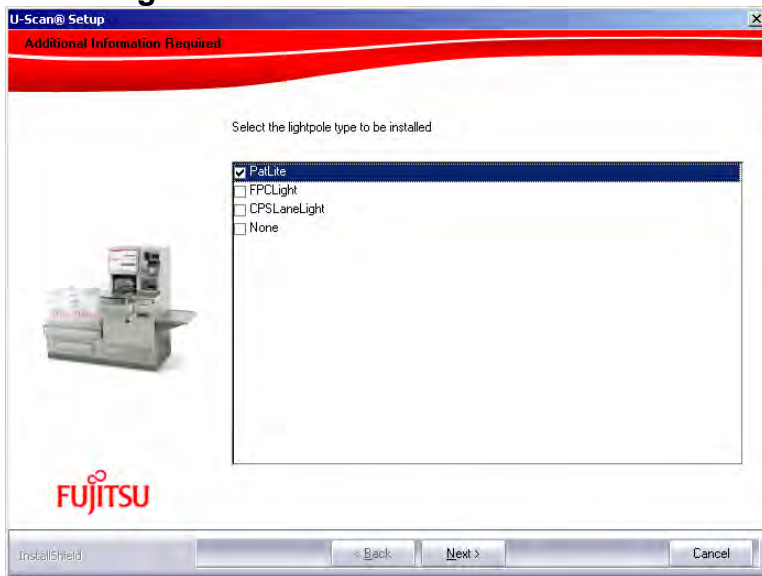 U-Scan® Setup
Additional Information Required
Select the lightpole type to be installed
PatLite
FPCLight
CPSLaneLight
None
FUJITSU
InstallShield
< Back
Next >
Cancel